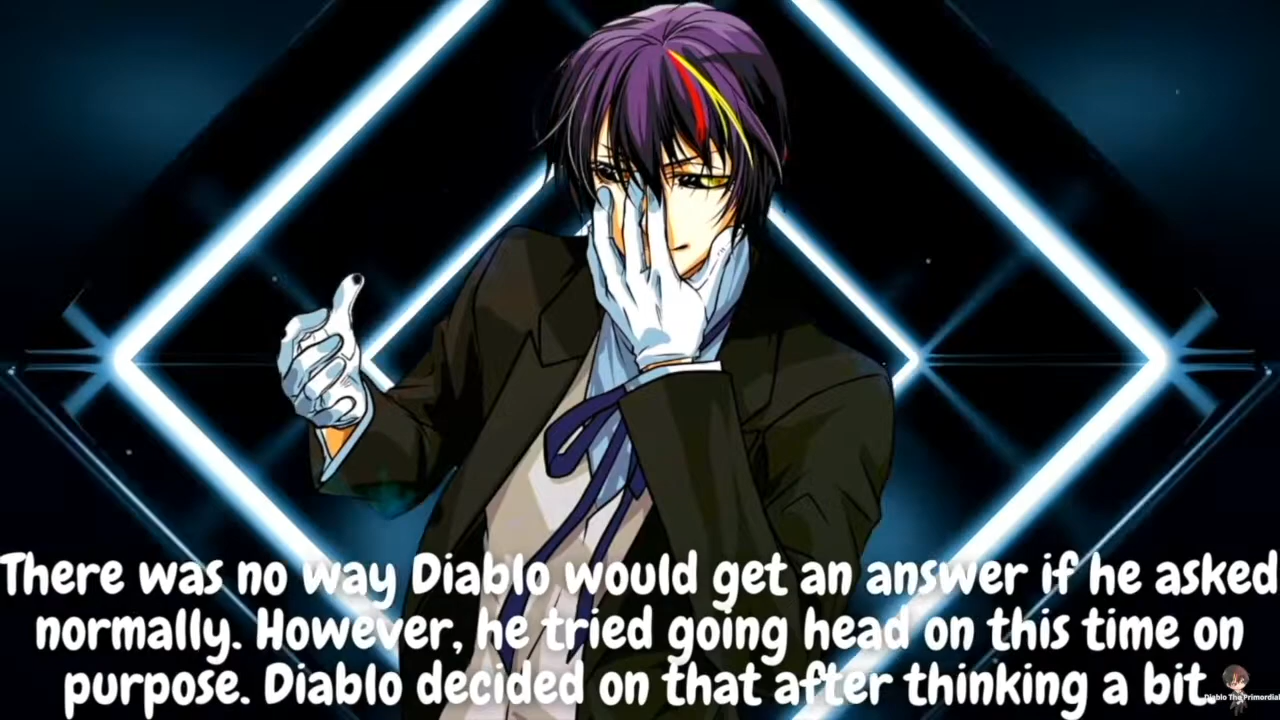 There was no way Diablo would get an answer if he asked
normally. However, he tried going head on this time on
purpose. Diablo decided on that after thinking a bit.
Diablo The Primordial